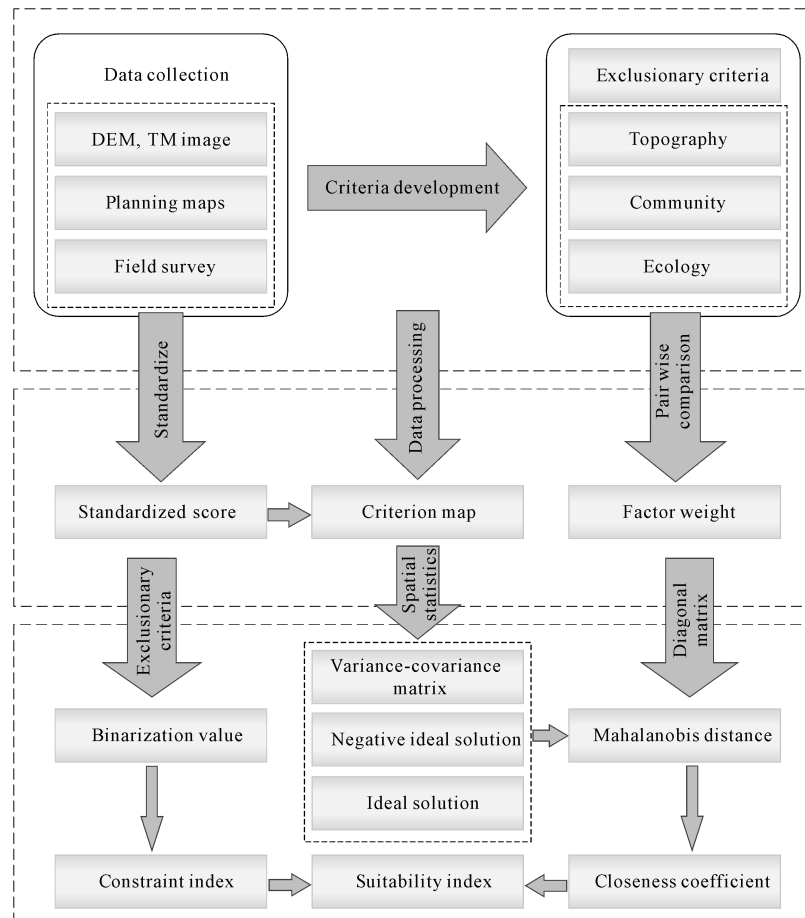 Data collection
DEM, TM image
Planning maps
Field survey
Criteria development
Exclusionary criteria
Topography
Community
Ecology
Standardize
Data processing
Pair wise
comparison
Standardized score
Criterion map
Factor weight
Exclusionary
criteria
Spatial
statistics
Diagonal
matrix
Variance-covariance
matrix
Negative ideal solution
Ideal solution
Binarization value
Mahalanobis distance
Constraint index
Suitability index
Closeness coefficient